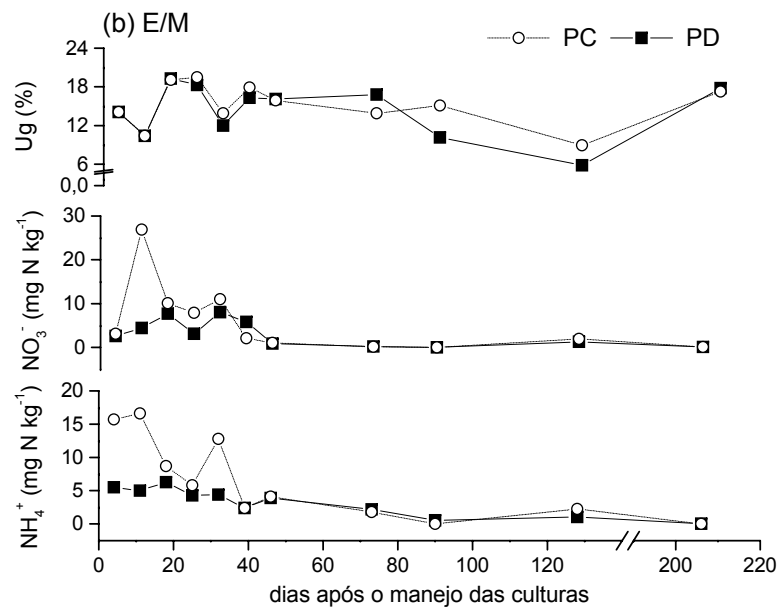 (b) E/M
PC PD
Ug (%)
24
18
12
6
0,0
NO₃⁻ (mg N kg⁻¹)
30
20
10
0
NH₄⁺ (mg N kg⁻¹)
20
15
10
5
0
0 20 40 60 80 100 120 200 220
dias após o manejo das culturas